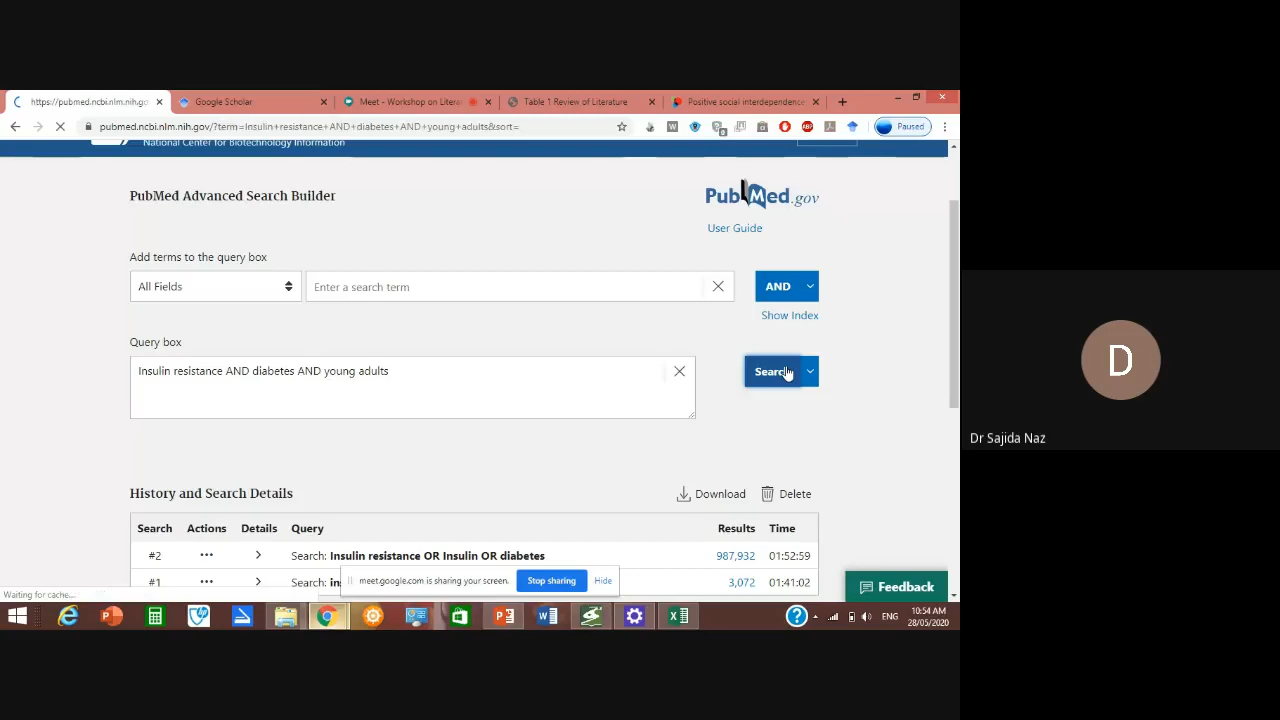 https://pubmed.ncbi.nlm.nih.go
Google Scholar
Meet - Workshop on Litera
Table 1 Review of Literature
Positive social interdependence
pubmed.ncbi.nlm.nih.gov/?term=Insulin+resistance+AND+diabetes+AND+young+adults&sort=
Paused
National Center for Biotechnology Information
PubMed Advanced Search Builder
PubMed.gov
User Guide
Add terms to the query box
All Fields
Enter a search term
AND
Show Index
Query box
Insulin resistance AND diabetes AND young adults
Search
History and Search Details
Download
Delete
Search Actions Details Query Results Time
#2 ••• Search: Insulin resistance OR Insulin OR diabetes 987,932 01:52:59
#1 ••• Search: in 3,072 01:41:02
meet.google.com is sharing your screen.
Stop sharing
Hide
Feedback
Waiting for cache...
ENG
10:54 AM
28/05/2020
D
Dr Sajida Naz